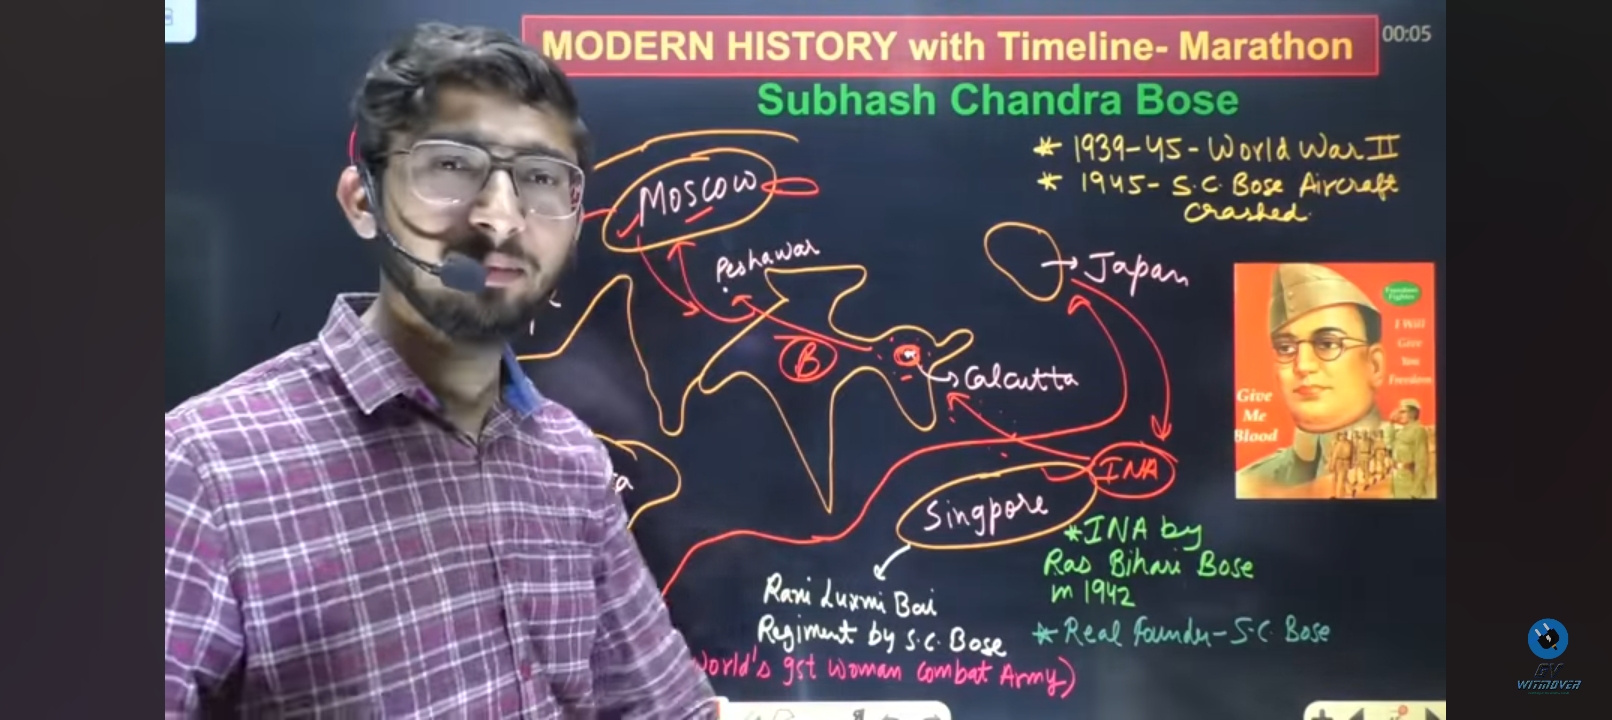 MODERN HISTORY with Timeline- Marathon
00:05
Subhash Chandra Bose
* 1939-45- World War II
* 1945- S.C. Bose Aircraft
Crashed.
Moscow
Peshawar
Japan
B
Calcutta
INA
Singpore
Freedom
Fighter
I Will
Give
You
Freedom
Give
Me
Blood
*INA by
Ras Bihari Bose
in 1942
* Real Founder- S.C. Bose
Rani Luxmi Bai
Regiment by S.C. Bose
World's 1st Woman Combat Army)
GY
WITMOVER